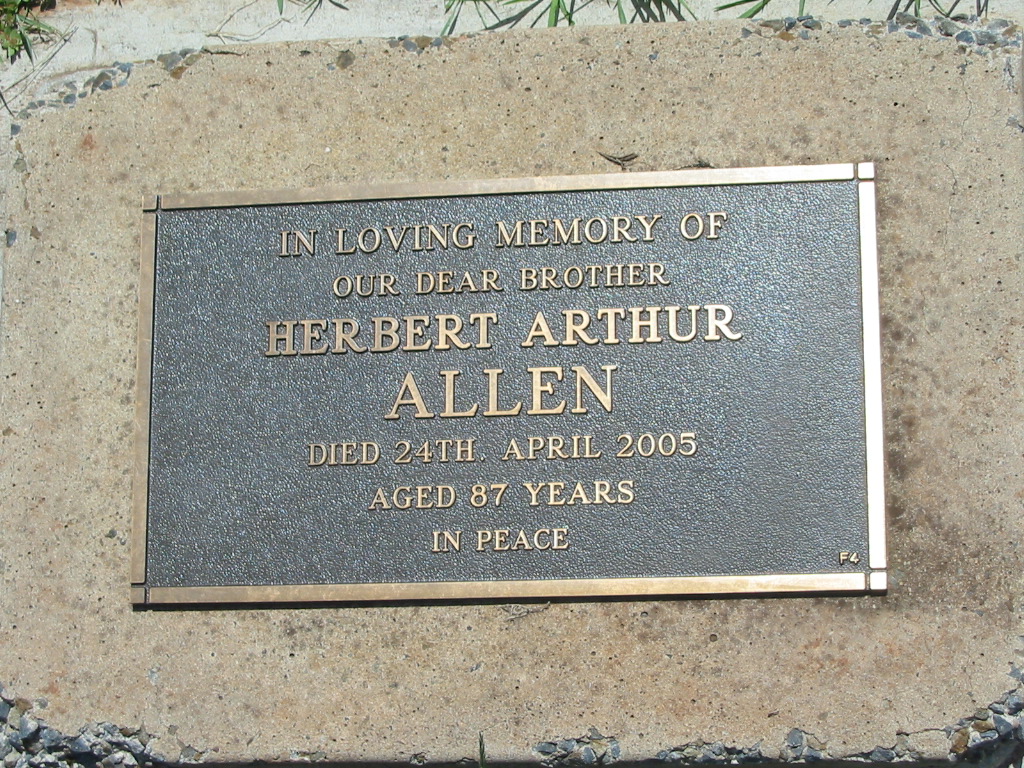 IN LOVING MEMORY OF
OUR DEAR BROTHER
HERBERT ARTHUR
ALLEN
DIED 24TH. APRIL 2005
AGED 87 YEARS
IN PEACE
F4